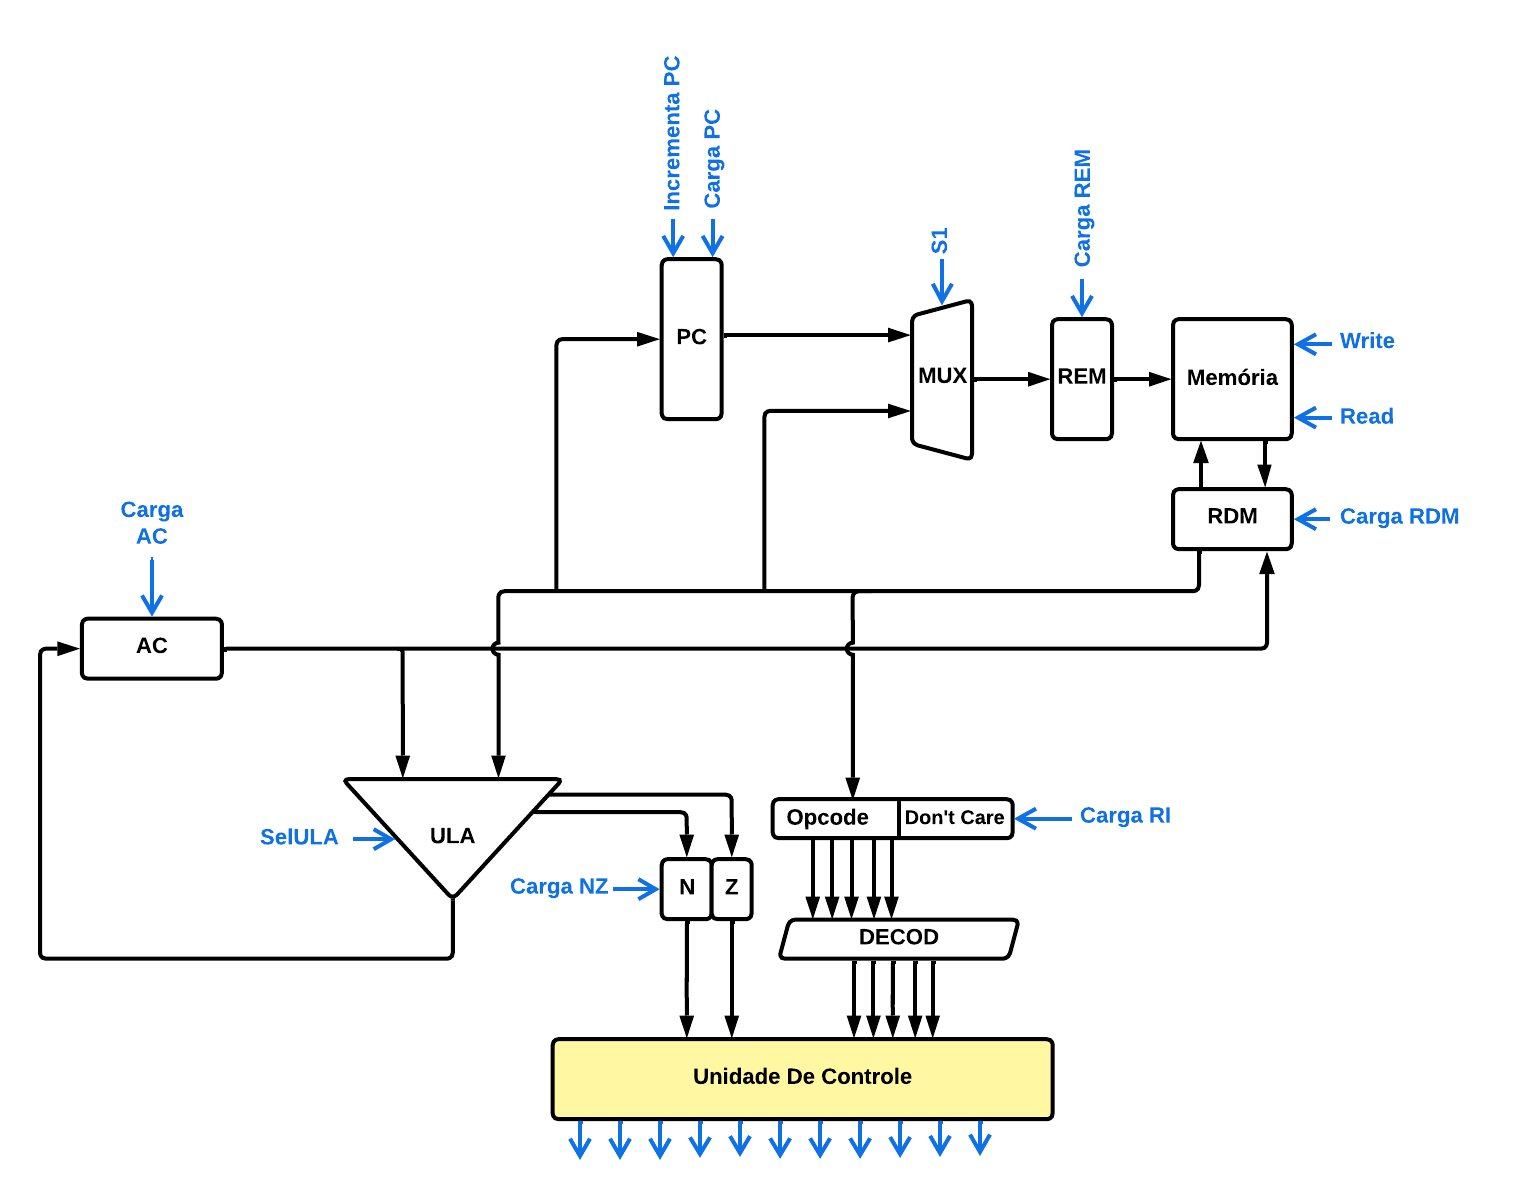 Incrementa PC
Carga PC
Carga REM
S1
PC
MUX
REM
Memória
Write
Read
RDM
Carga RDM
Carga
AC
AC
SelULA
ULA
Opcode
Don't Care
Carga RI
Carga NZ
N
Z
DECOD
Unidade De Controle